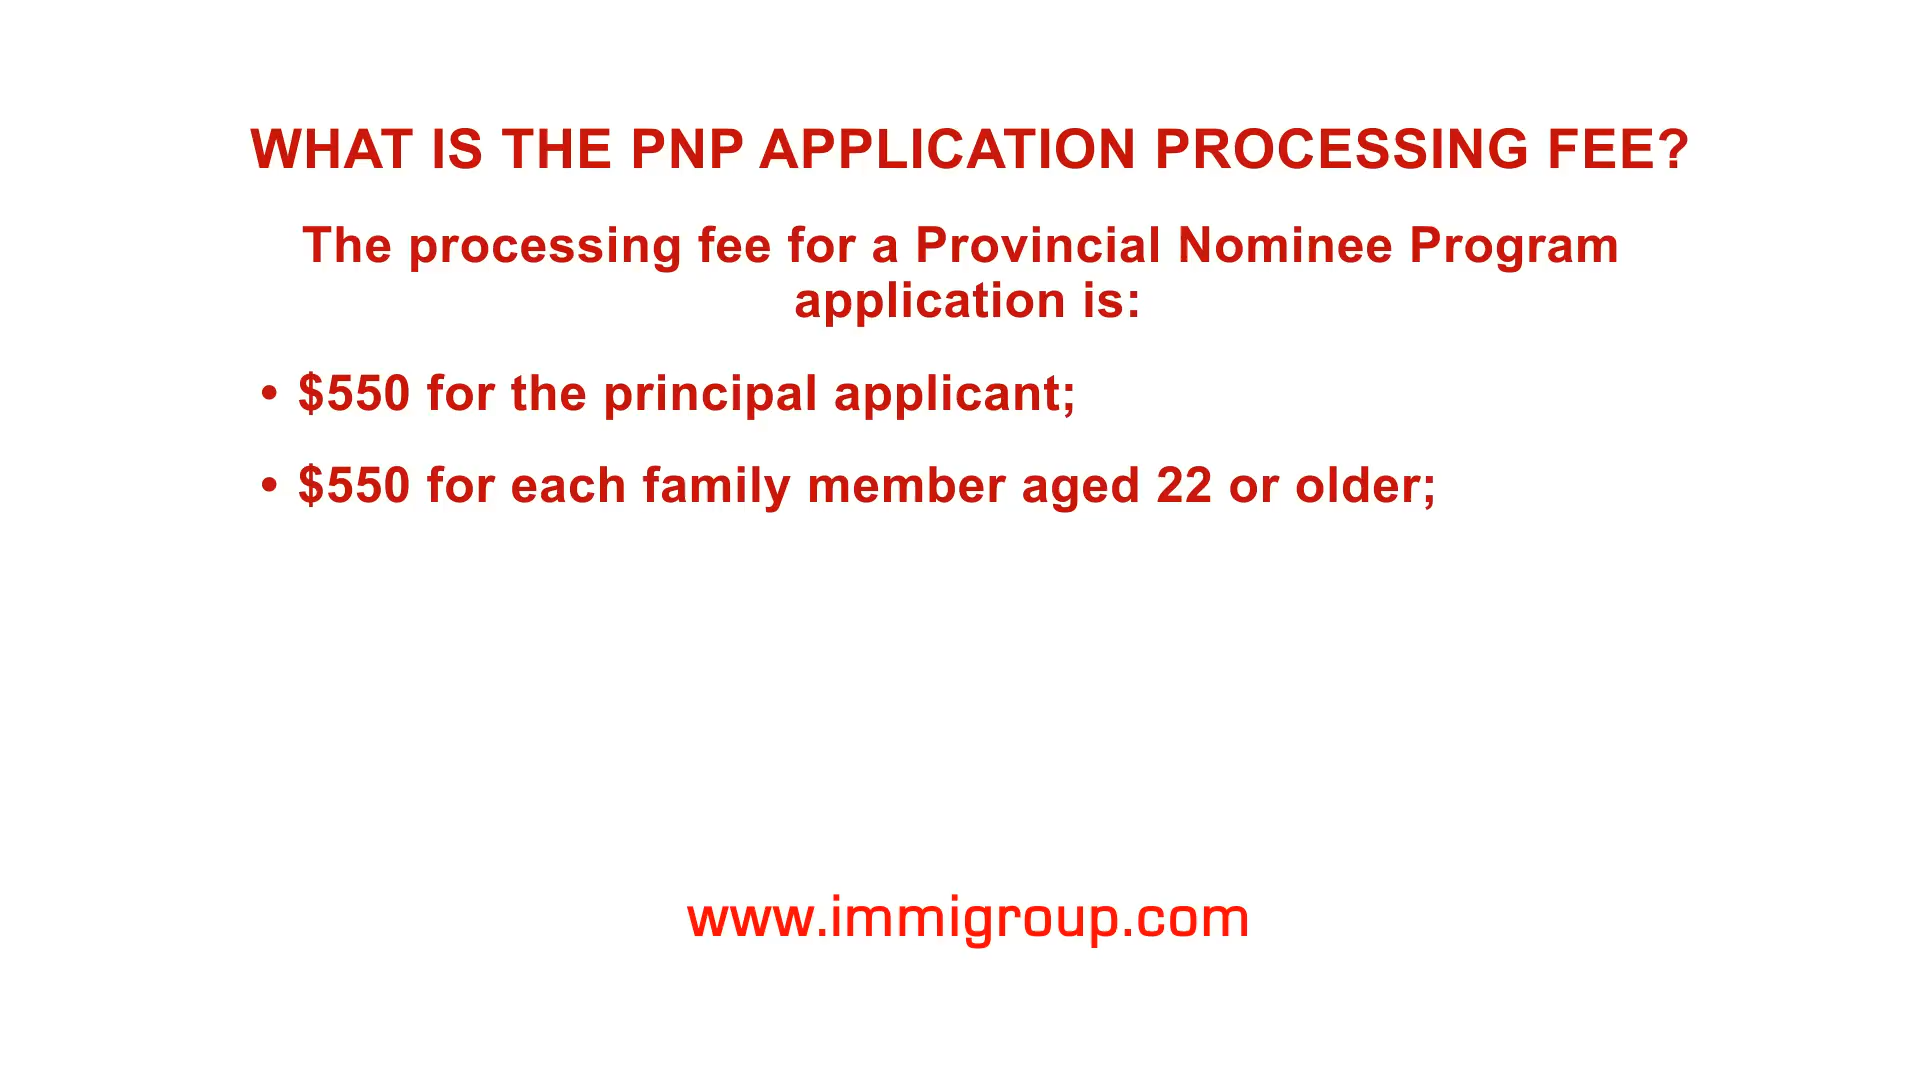 WHAT IS THE PNP APPLICATION PROCESSING FEE?
The processing fee for a Provincial Nominee Program
application is:
• $550 for the principal applicant;
• $550 for each family member aged 22 or older;
www.immigroup.com